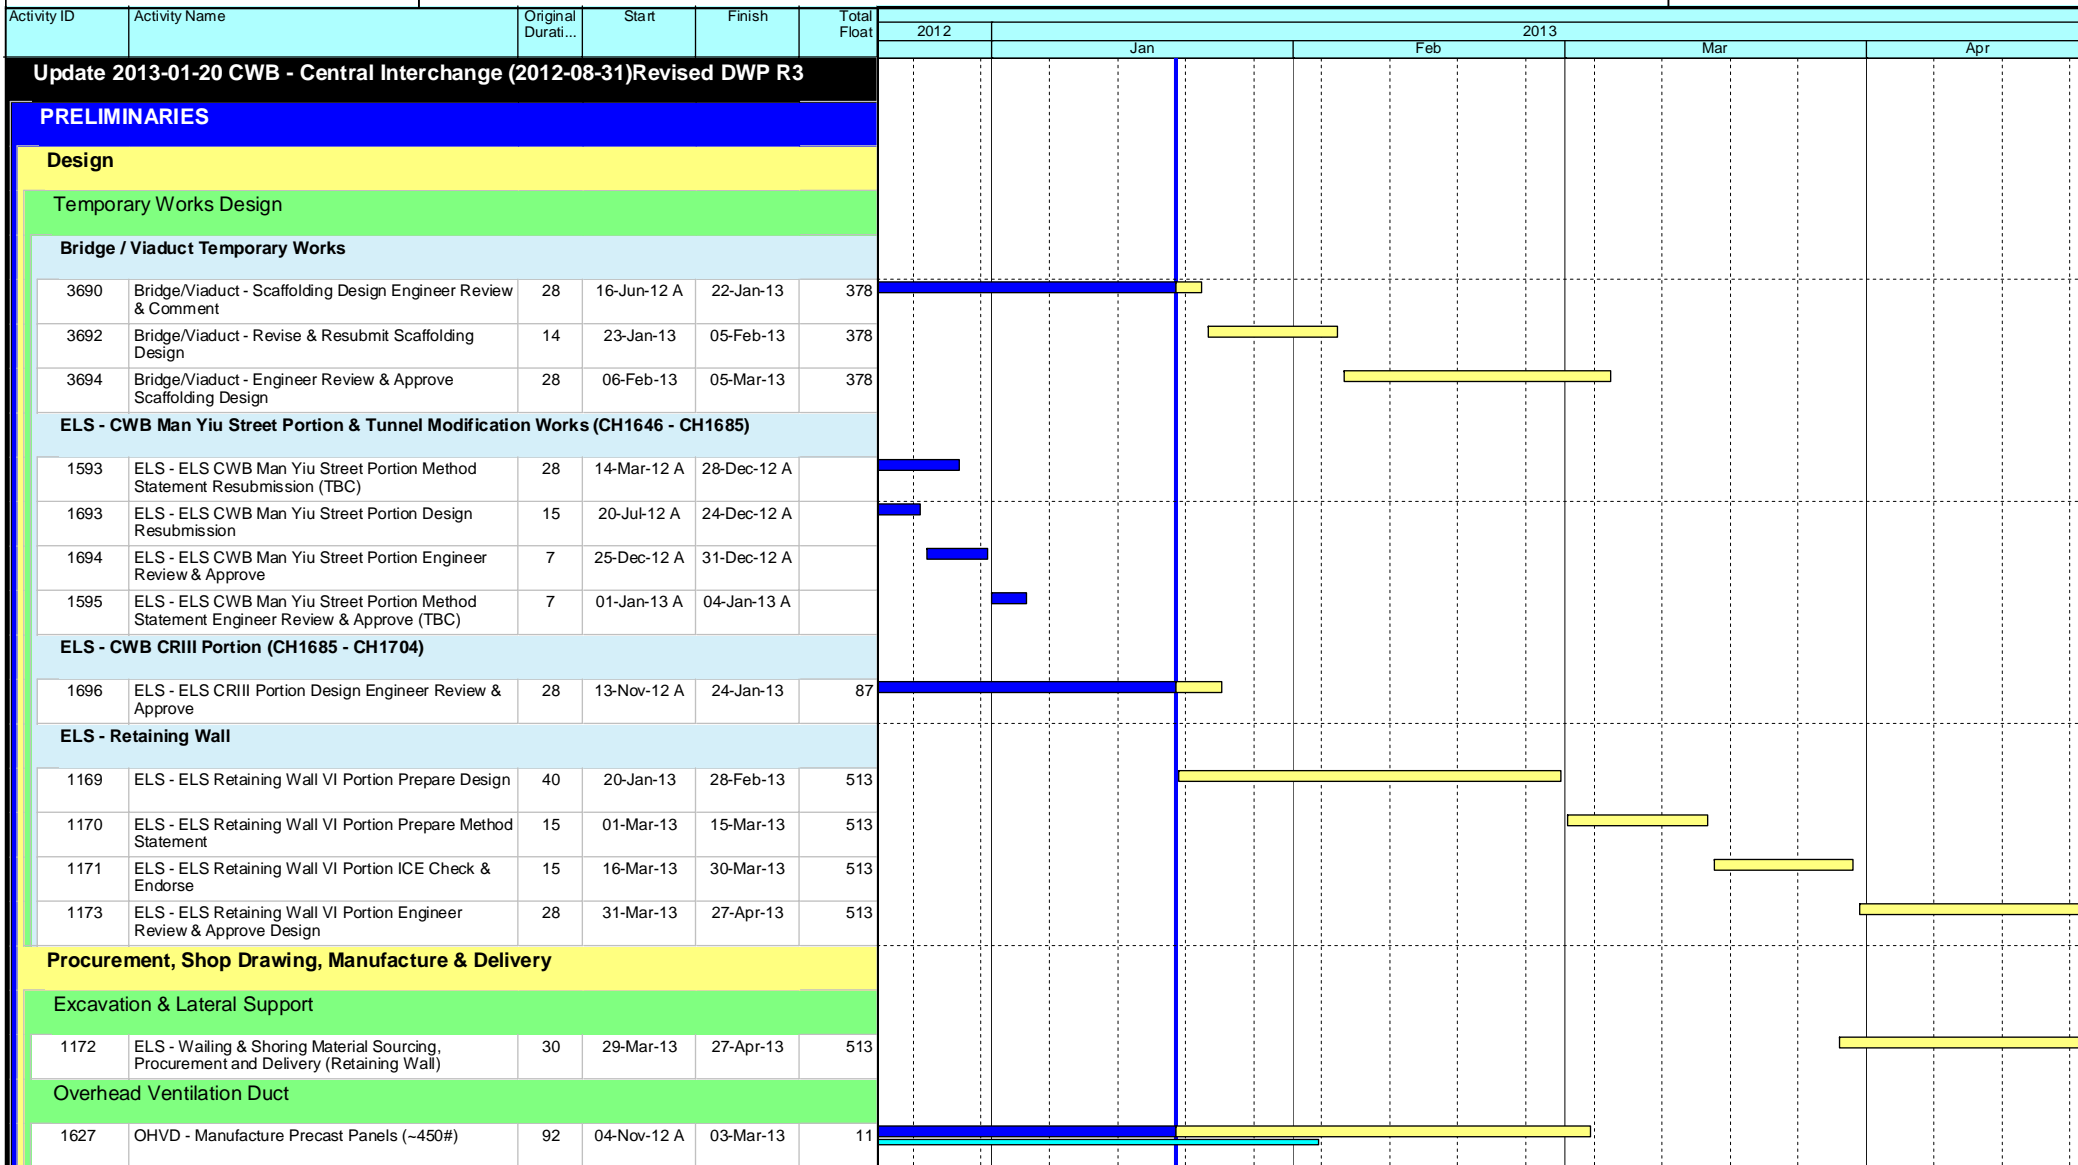 Activity ID Activity Name Original Start Finish Total
Durati... Float
2012 2013
Jan Feb Mar Apr
Update 2013-01-20 CWB - Central Interchange (2012-08-31)Revised DWP R3
PRELIMINARIES
Design
Temporary Works Design
Bridge / Viaduct Temporary Works
3690 Bridge/Viaduct - Scaffolding Design Engineer Review 28 16-Jun-12 A 22-Jan-13 378
& Comment
3692 Bridge/Viaduct - Revise & Resubmit Scaffolding 14 23-Jan-13 05-Feb-13 378
Design
3694 Bridge/Viaduct - Engineer Review & Approve 28 06-Feb-13 05-Mar-13 378
Scaffolding Design
ELS - CWB Man Yiu Street Portion & Tunnel Modification Works (CH1646 - CH1685)
1593 ELS - ELS CWB Man Yiu Street Portion Method 28 14-Mar-12 A 28-Dec-12 A
Statement Resubmission (TBC)
1693 ELS - ELS CWB Man Yiu Street Portion Design 15 20-Jul-12 A 24-Dec-12 A
Resubmission
1694 ELS - ELS CWB Man Yiu Street Portion Engineer 7 25-Dec-12 A 31-Dec-12 A
Review & Approve
1595 ELS - ELS CWB Man Yiu Street Portion Method 7 01-Jan-13 A 04-Jan-13 A
Statement Engineer Review & Approve (TBC)
ELS - CWB CRIII Portion (CH1685 - CH1704)
1696 ELS - ELS CRIII Portion Design Engineer Review & 28 13-Nov-12 A 24-Jan-13 87
Approve
ELS - Retaining Wall
1169 ELS - ELS Retaining Wall VI Portion Prepare Design 40 20-Jan-13 28-Feb-13 513
1170 ELS - ELS Retaining Wall VI Portion Prepare Method 15 01-Mar-13 15-Mar-13 513
Statement
1171 ELS - ELS Retaining Wall VI Portion ICE Check & 15 16-Mar-13 30-Mar-13 513
Endorse
1173 ELS - ELS Retaining Wall VI Portion Engineer 28 31-Mar-13 27-Apr-13 513
Review & Approve Design
Procurement, Shop Drawing, Manufacture & Delivery
Excavation & Lateral Support
1172 ELS - Wailing & Shoring Material Sourcing, 30 29-Mar-13 27-Apr-13 513
Procurement and Delivery (Retaining Wall)
Overhead Ventilation Duct
1627 OHVD - Manufacture Precast Panels (~450#) 92 04-Nov-12 A 03-Mar-13 11